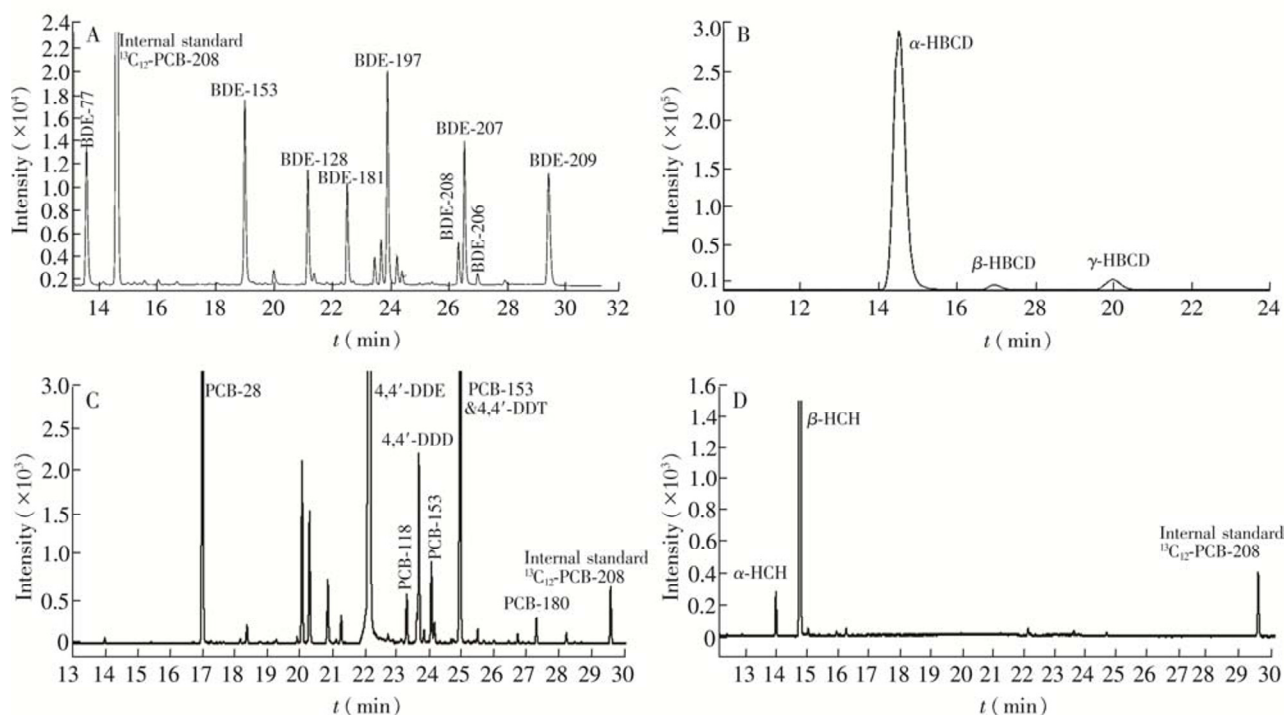 A
Intensity (×10⁴)
2.4
2.2
2.0
1.8
1.6
1.4
1.2
1.0
0.8
0.6
0.4
0.2
Internal standard
¹³C₁₂-PCB-208
BDE-77
BDE-153
BDE-128
BDE-181
BDE-197
BDE-208
BDE-207
BDE-206
BDE-209
14 16 18 20 22 24 26 28 30 32
t (min)
B
Intensity (×10⁵)
3.0
2.5
2.0
1.5
1.0
0.5
0.1
α-HBCD
β-HBCD
γ-HBCD
10 12 14 16 18 20 22 24
t (min)
C
Intensity (×10³)
3.0
2.0
1.0
0
PCB-28
4,4′-DDE
4,4′-DDD
PCB-118
PCB-153
PCB-153
&4,4′-DDT
PCB-180
Internal standard
¹³C₁₂-PCB-208
13 14 15 16 17 18 19 20 21 22 23 24 25 26 27 28 29 30
t (min)
D
Intensity (×10³)
1.6
1.4
1.2
1.0
0.8
0.6
0.4
0.2
0
α-HCH
β-HCH
Internal standard
¹³C₁₂-PCB-208
13 14 15 16 17 18 19 20 21 22 23 24 25 26 27 28 29 30
t (min)